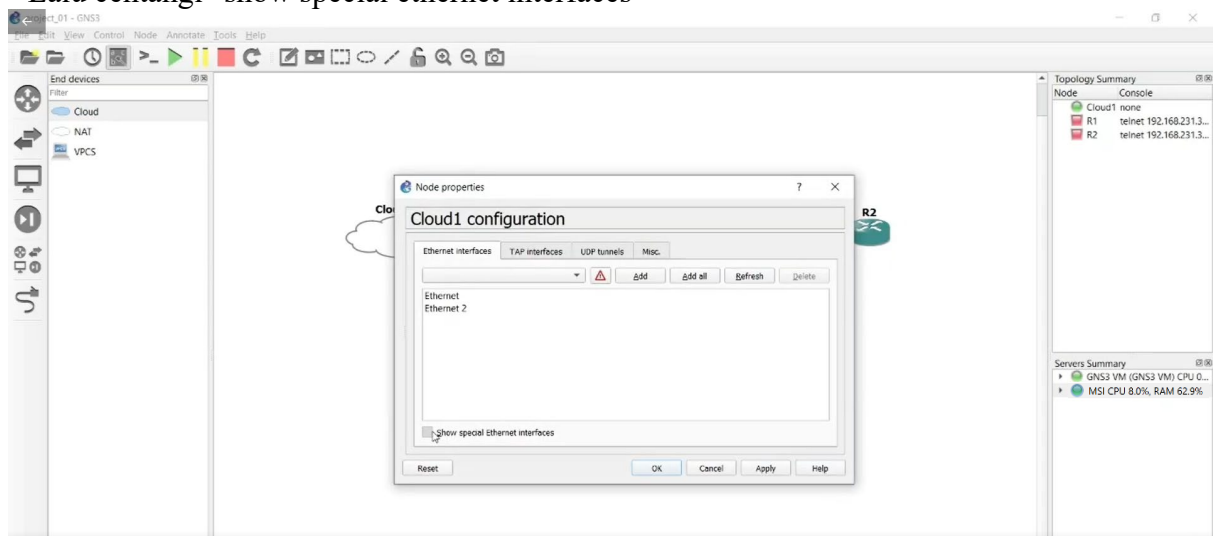 Lalu centangi "show special ethernet interfaces"
ect_01 - GNS3
File Edit View Control Node Annotate Tools Help
End devices
Filter
Cloud
NAT
VPCS
Topology Summary
Node Console
Cloud1 none
R1 telnet 192.168.231.3...
R2 telnet 192.168.231.3...
Clo
R2
Node properties
Cloud1 configuration
Ethernet interfaces TAP interfaces UDP tunnels Misc.
Add Add all Refresh Delete
Ethernet
Ethernet 2
Show special Ethernet interfaces
Reset OK Cancel Apply Help
Servers Summary
GNS3 VM (GNS3 VM) CPU 0...
MSI CPU 8.0%, RAM 62.9%